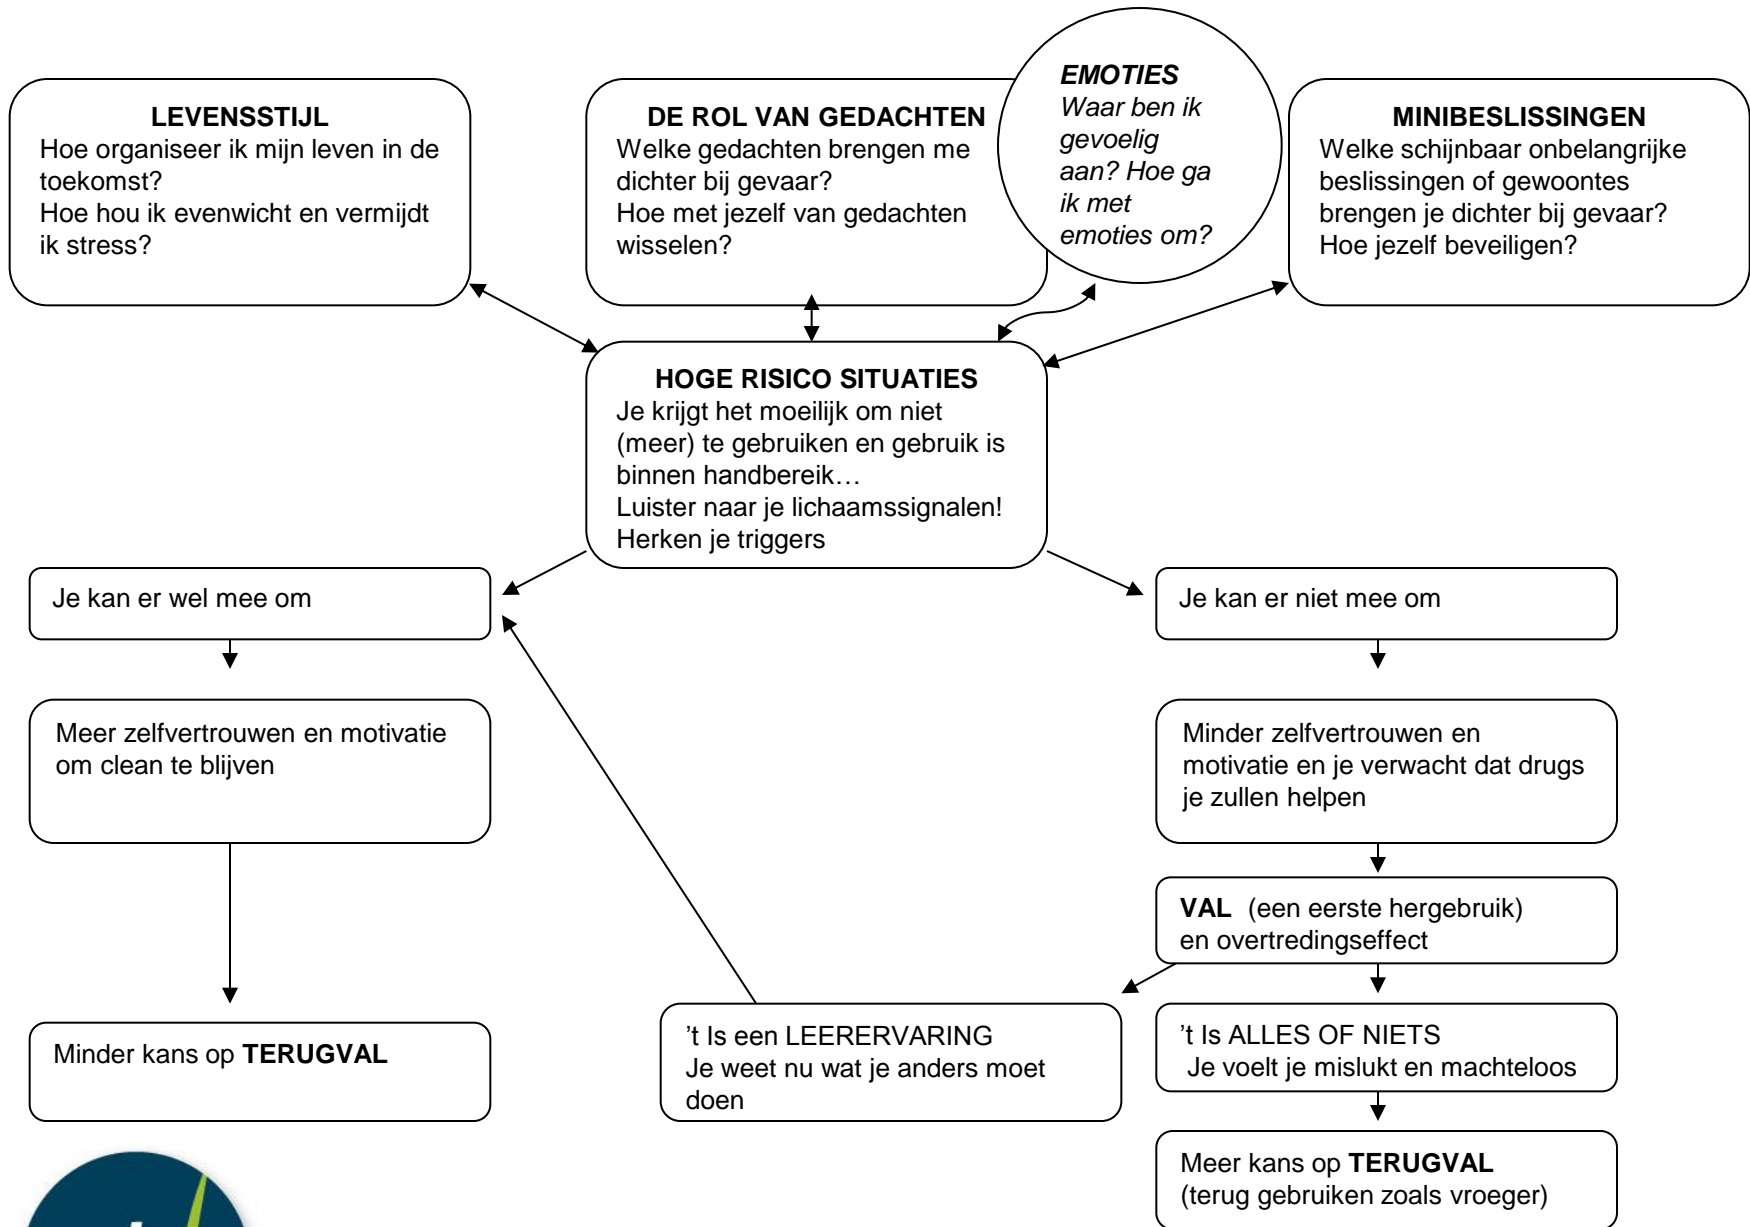 LEVENSSTIJL
Hoe organiseer ik mijn leven in de
toekomst?
Hoe hou ik evenwicht en vermijdt
ik stress?
DE ROL VAN GEDACHTEN
Welke gedachten brengen me
dichter bij gevaar?
Hoe met jezelf van gedachten
wisselen?
EMOTIES
Waar ben ik
gevoelig
aan? Hoe ga
ik met
emoties om?
MINIBESLISSINGEN
Welke schijnbaar onbelangrijke
beslissingen of gewoontes
brengen je dichter bij gevaar?
Hoe jezelf beveiligen?
HOGE RISICO SITUATIES
Je krijgt het moeilijk om niet
(meer) te gebruiken en gebruik is
binnen handbereik…
Luister naar je lichaamssignalen!
Herken je triggers
Je kan er wel mee om
Meer zelfvertrouwen en motivatie
om clean te blijven
Minder kans op TERUGVAL
Je kan er niet mee om
Minder zelfvertrouwen en
motivatie en je verwacht dat drugs
je zullen helpen
VAL (een eerste hergebruik)
en overtredingseffect
’t Is een LEERERVARING
Je weet nu wat je anders moet
doen
’t Is ALLES OF NIETS
Je voelt je mislukt en machteloos
Meer kans op TERUGVAL
(terug gebruiken zoals vroeger)